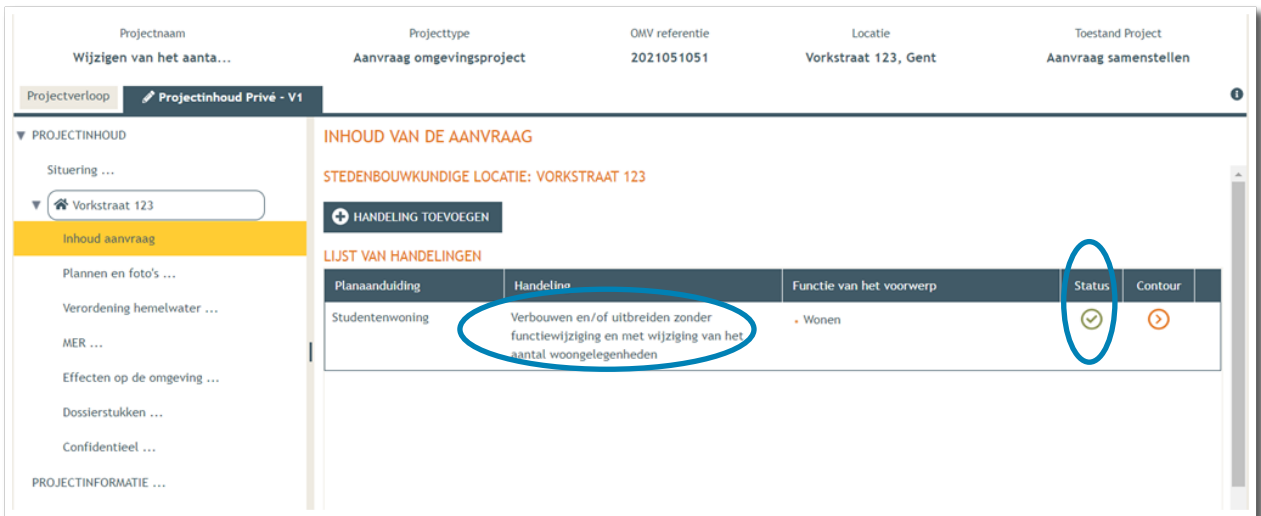 Projectnaam Projecttype OMV referentie Locatie Toestand Project
Wijzigen van het aanta... Aanvraag omgevingsproject 2021051051 Vorkstraat 123, Gent Aanvraag samenstellen
Projectverloop Projectinhoud Privé - V1
PROJECTINHOUD
Situering ...
Vorkstraat 123
Inhoud aanvraag
Plannen en foto's ...
Verordening hemelwater ...
MER ...
Effecten op de omgeving ...
Dossierstukken ...
Confidentieel ...
PROJECTINFORMATIE ...
INHOUD VAN DE AANVRAAG
STEDENBOUWKUNDIGE LOCATIE: VORKSTRAAT 123
HANDELING TOEVOEGEN
LIJST VAN HANDELINGEN
Planaanduiding Handeling Functie van het voorwerp Status Contour
Studentenwoning Verbouwen en/of uitbreiden zonder • Wonen
functiewijziging en met wijziging van het
aantal woongelegenheden